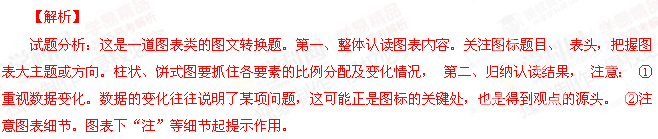 【解析】
试题分析：这是一道图表类的图文转换题。第一、整体认读图表内容。关注图标题目、 表头，把握图
表大主题或方向。柱状、饼式图要抓住各要素的比例分配及变化情况， 第二、归纳认读结果， 注意： ①
重视数据变化。数据的变化往往说明了某项问题，这可能正是图标的关键处，也是得到观点的源头。 ②注
意图表细节。图表下“注”等细节起提示作用。